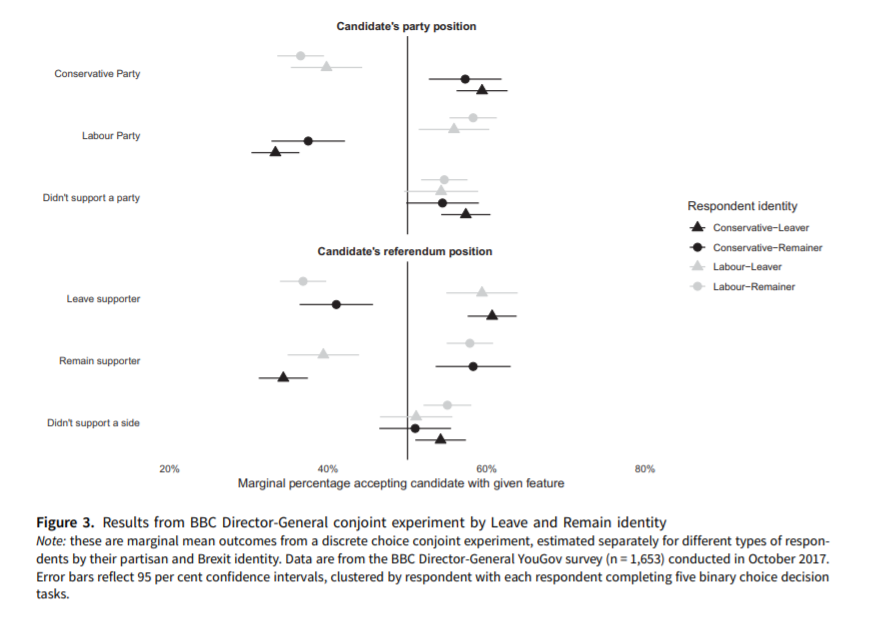 Candidate's party position
Conservative Party
Labour Party
Didn't support a party
Respondent identity
Conservative−Leaver
Conservative−Remainer
Labour−Leaver
Labour−Remainer
Candidate's referendum position
Leave supporter
Remain supporter
Didn't support a side
20% 40% 60% 80%
Marginal percentage accepting candidate with given feature
Figure 3. Results from BBC Director-General conjoint experiment by Leave and Remain identity
Note: these are marginal mean outcomes from a discrete choice conjoint experiment, estimated separately for different types of respon-
dents by their partisan and Brexit identity. Data are from the BBC Director-General YouGov survey (n = 1,653) conducted in October 2017.
Error bars reflect 95 per cent confidence intervals, clustered by respondent with each respondent completing five binary choice decision
tasks.